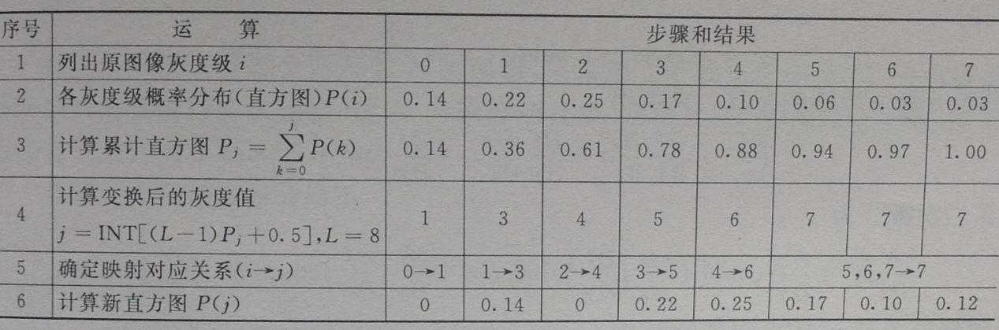 序号 运 算 步骤和结果
1 列出原图像灰度级 i 0 1 2 3 4 5 6 7
2 各灰度级概率分布(直方图)P(i) 0.14 0.22 0.25 0.17 0.10 0.06 0.03 0.03
3 计算累计直方图 P_j = \sum_{k=0}^{j} P(k) 0.14 0.36 0.61 0.78 0.88 0.94 0.97 1.00
4 计算变换后的灰度值
j = INT[(L-1)P_j+0.5],L=8 1 3 4 5 6 7 7 7
5 确定映射对应关系(i→j) 0→1 1→3 2→4 3→5 4→6 5,6,7→7
6 计算新直方图 P(j) 0 0.14 0 0.22 0.25 0.17 0.10 0.12